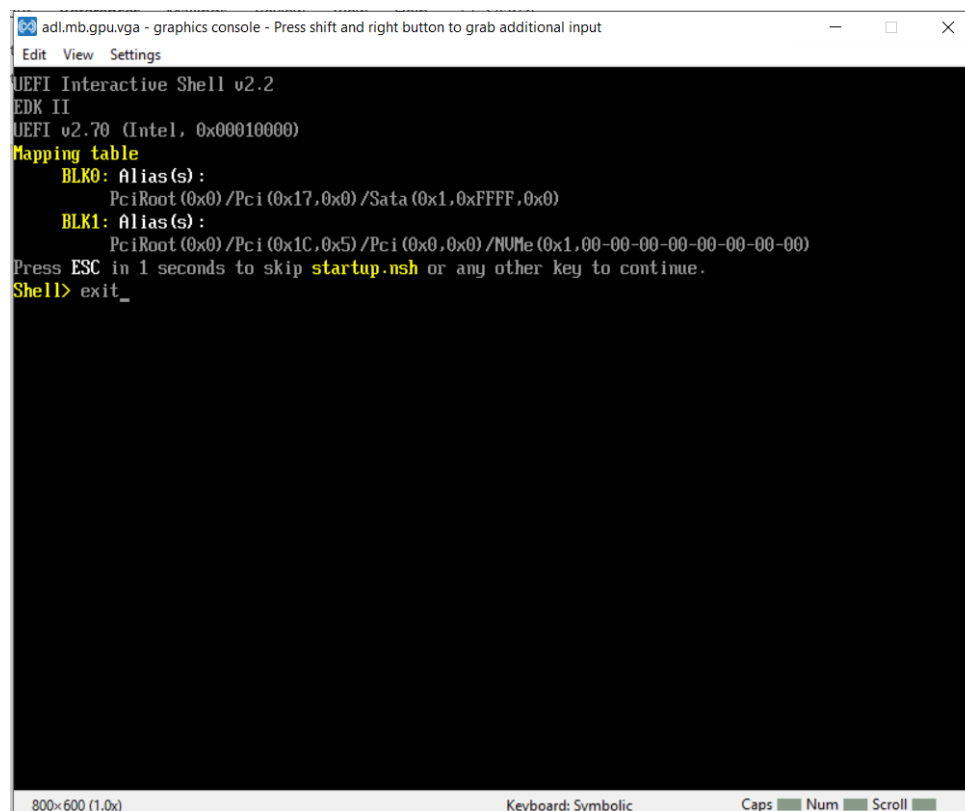 adl.mb.gpu.vga - graphics console - Press shift and right button to grab additional input
Edit View Settings
UEFI Interactive Shell v2.2
EDK II
UEFI v2.70 (Intel, 0x00010000)
Mapping table
BLK0: Alias(s):
PciRoot(0x0)/Pci(0x17,0x0)/Sata(0x1,0xFFFF,0x0)
BLK1: Alias(s):
PciRoot(0x0)/Pci(0x1C,0x5)/Pci(0x0,0x0)/NVMe(0x1,00-00-00-00-00-00-00-00)
Press ESC in 1 seconds to skip startup.nsh or any other key to continue.
Shell> exit_
800×600 (1.0x) Keyboard: Symbolic Caps Num Scroll